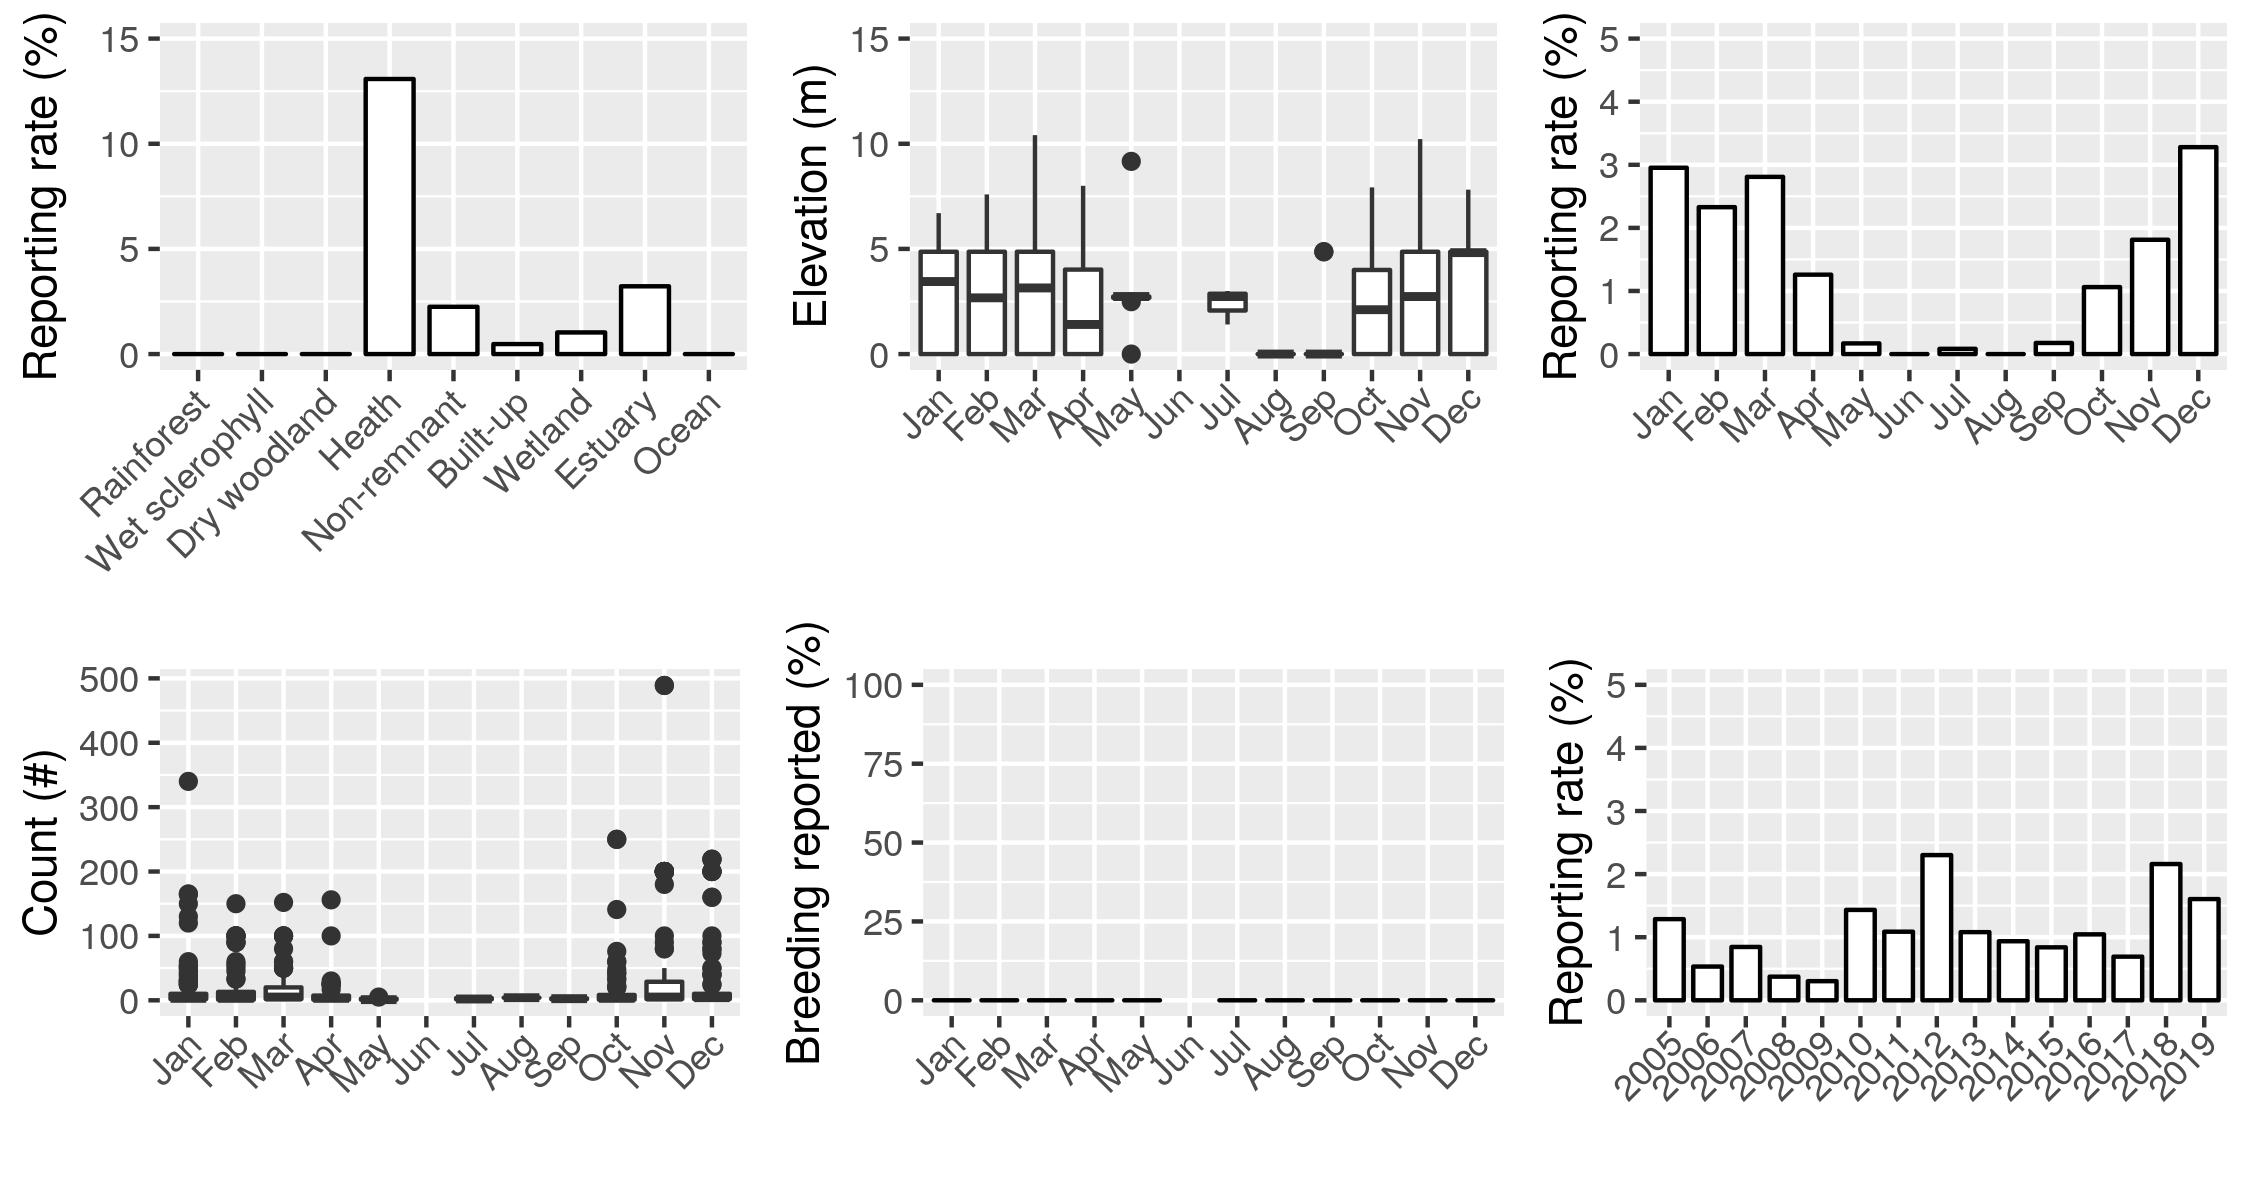 Reporting rate (%)
15
10
5
0
Rainforest
Wet sclerophyll
Dry woodland
Heath
Non-remnant
Built-up
Wetland
Estuary
Ocean
Elevation (m)
15
10
5
0
Jan
Feb
Mar
Apr
May
Jun
Jul
Aug
Sep
Oct
Nov
Dec
Reporting rate (%)
5
4
3
2
1
0
Jan
Feb
Mar
Apr
May
Jun
Jul
Aug
Sep
Oct
Nov
Dec
Count (#)
500
400
300
200
100
0
Jan
Feb
Mar
Apr
May
Jun
Jul
Aug
Sep
Oct
Nov
Dec
Breeding reported (%)
100
75
50
25
0
Jan
Feb
Mar
Apr
May
Jun
Jul
Aug
Sep
Oct
Nov
Dec
Reporting rate (%)
5
4
3
2
1
0
2005
2006
2007
2008
2009
2010
2011
2012
2013
2014
2015
2016
2017
2018
2019